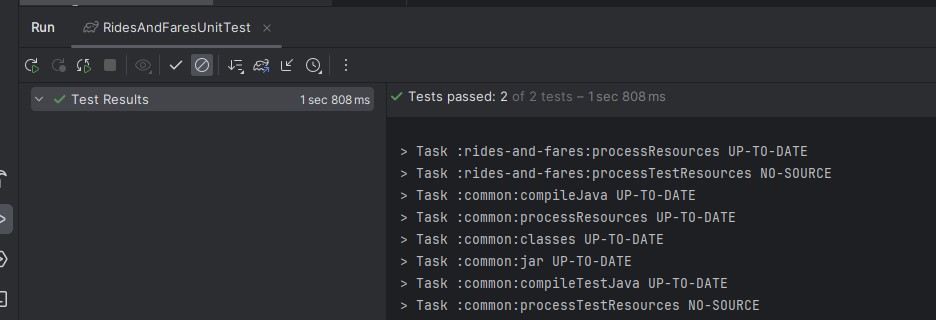 Run RidesAndFaresUnitTest
Test Results 1 sec 808 ms
Tests passed: 2 of 2 tests – 1 sec 808 ms
> Task :rides-and-fares:processResources UP-TO-DATE
> Task :rides-and-fares:processTestResources NO-SOURCE
> Task :common:compileJava UP-TO-DATE
> Task :common:processResources UP-TO-DATE
> Task :common:classes UP-TO-DATE
> Task :common:jar UP-TO-DATE
> Task :common:compileTestJava UP-TO-DATE
> Task :common:processTestResources NO-SOURCE